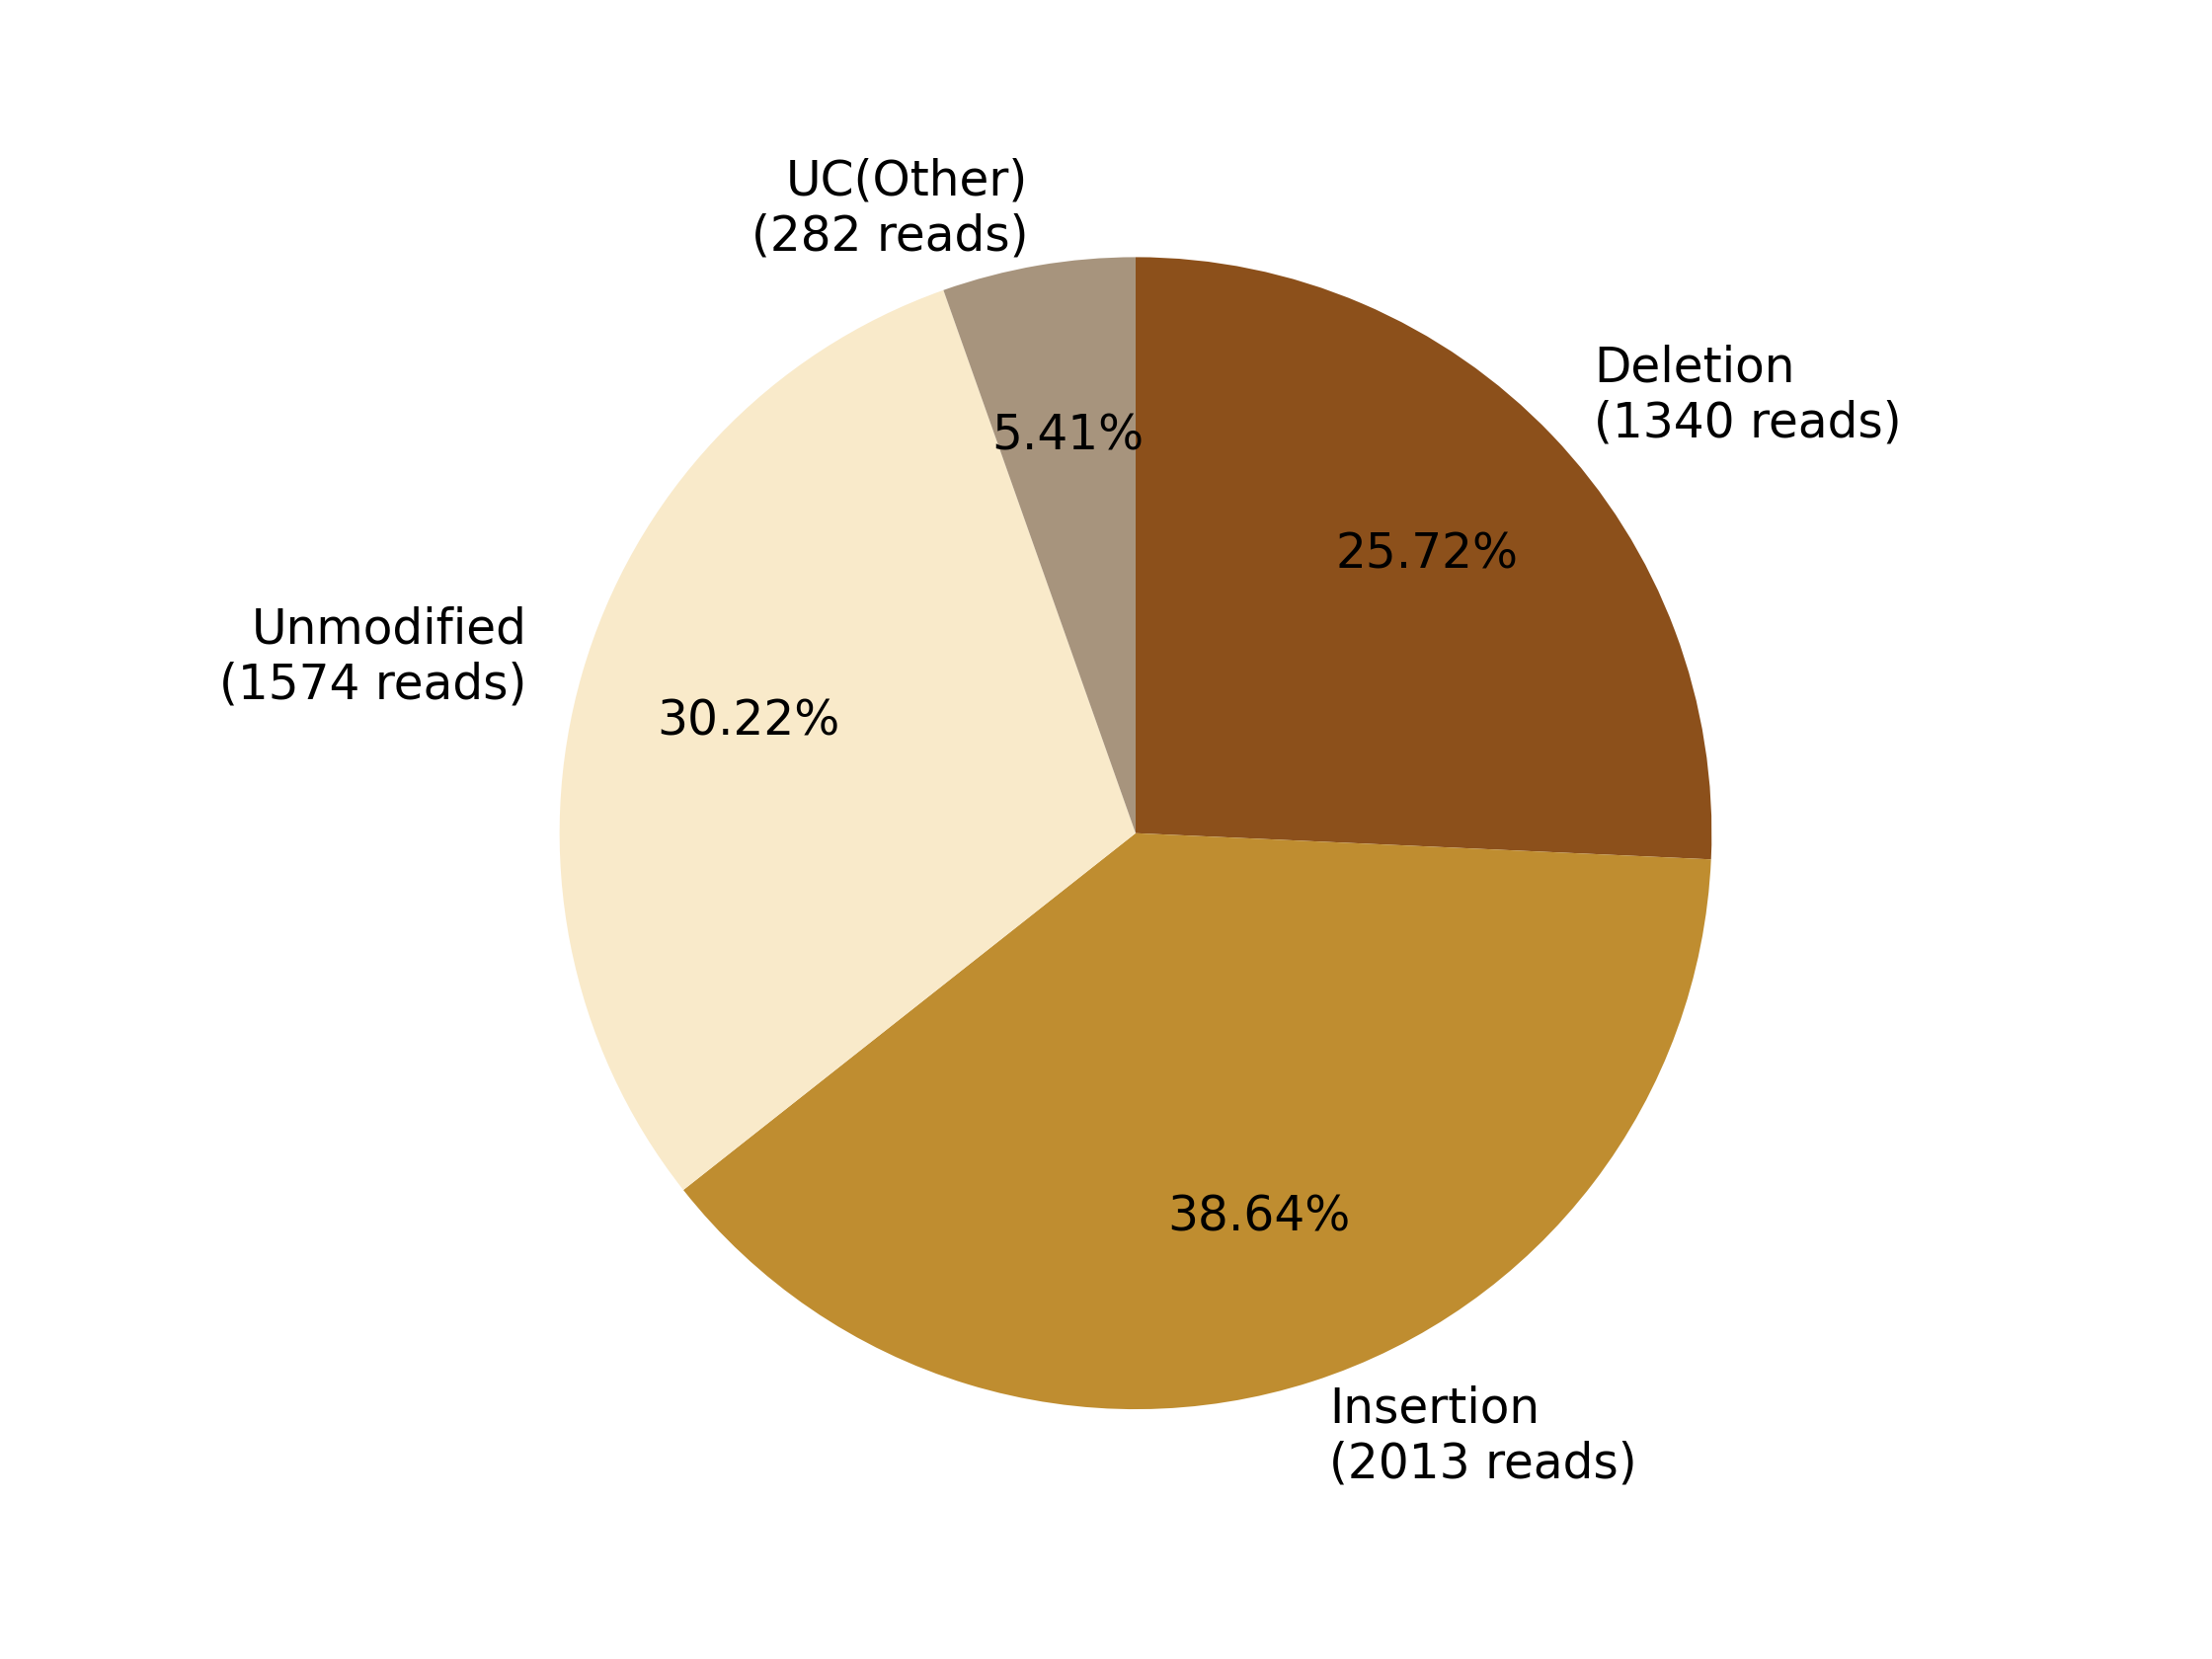 UC(Other)
(282 reads)
Deletion
(1340 reads)
5.41%
25.72%
Unmodified
(1574 reads)
30.22%
38.64%
Insertion
(2013 reads)